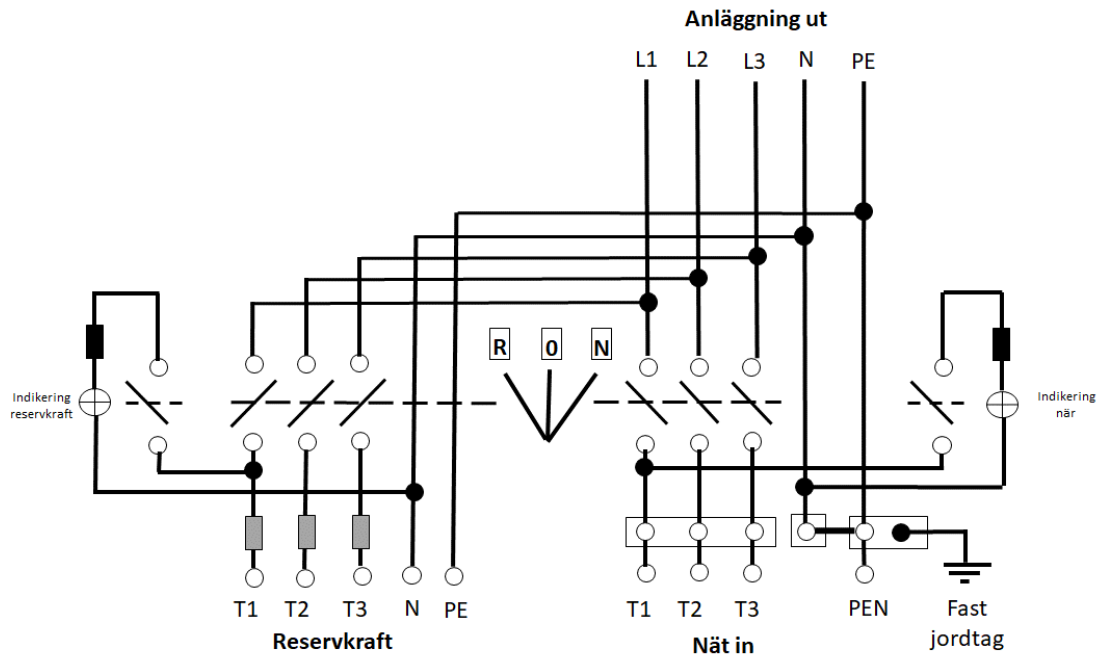 Anläggning ut
L1 L2 L3 N PE
R 0 N
Indikering
reservkraft
Indikering
när
T1 T2 T3 N PE
Reservkraft
T1 T2 T3 PEN
Nät in
Fast
jordtag